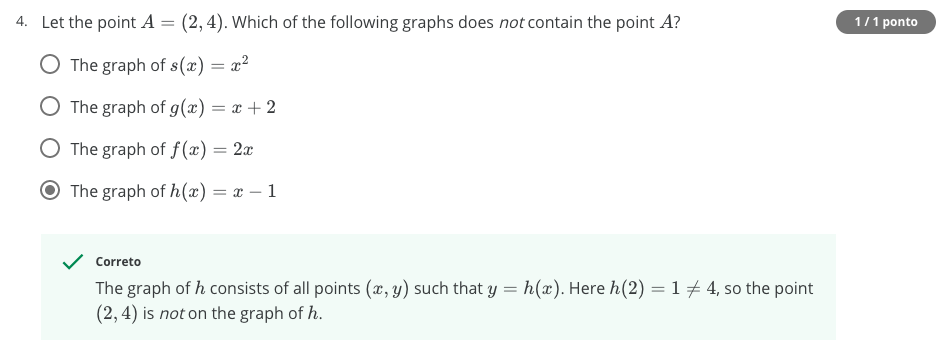 4. Let the point A = (2, 4). Which of the following graphs does not contain the point A?
1 / 1 ponto
The graph of s(x) = x²
The graph of g(x) = x + 2
The graph of f(x) = 2x
The graph of h(x) = x − 1
Correto
The graph of h consists of all points (x, y) such that y = h(x). Here h(2) = 1 ≠ 4, so the point
(2, 4) is not on the graph of h.